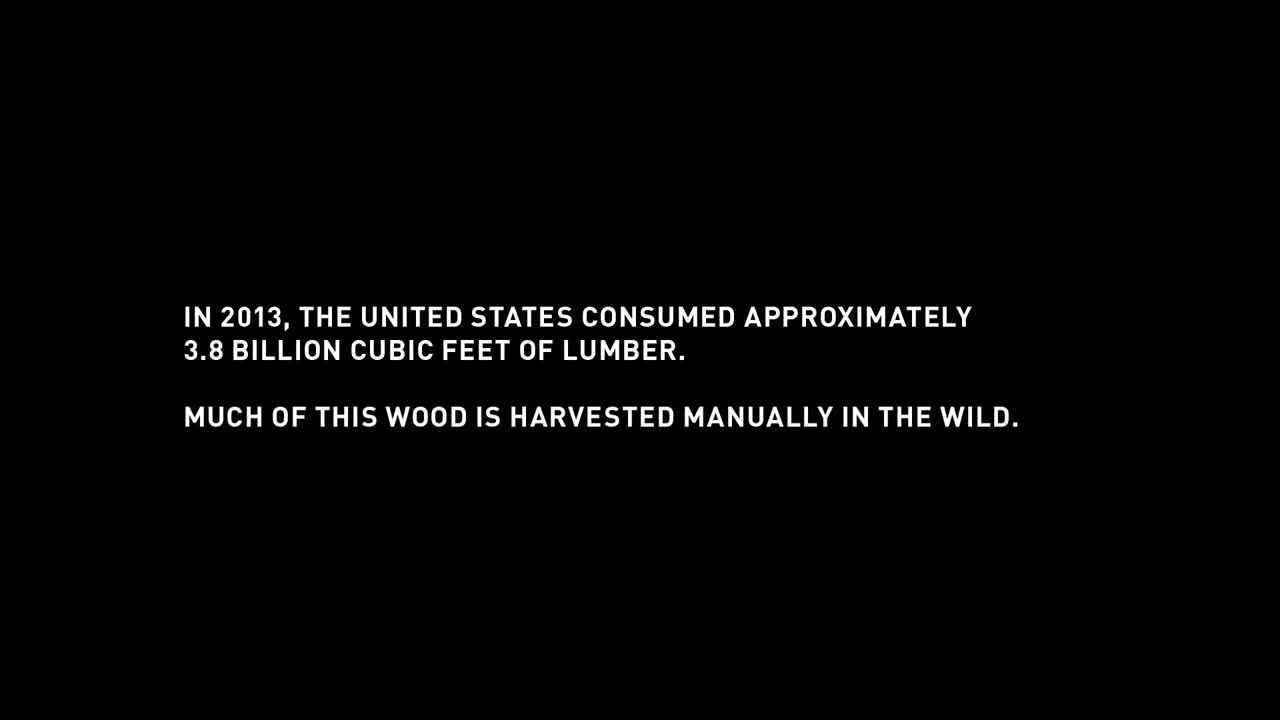 IN 2013, THE UNITED STATES CONSUMED APPROXIMATELY
3.8 BILLION CUBIC FEET OF LUMBER.
MUCH OF THIS WOOD IS HARVESTED MANUALLY IN THE WILD.